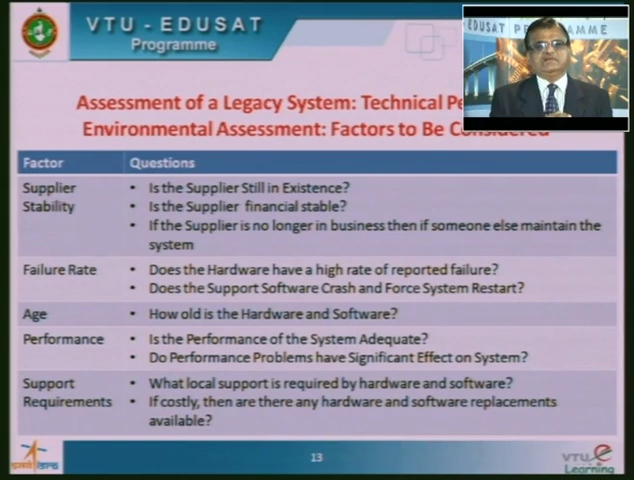 VTU - EDUSAT
Programme
EDUSAT PROGRAMME
Assessment of a Legacy System: Technical Pe
Environmental Assessment: Factors to Be Considered
Factor
Questions
Supplier
Stability
• Is the Supplier Still in Existence?
• Is the Supplier financial stable?
• If the Supplier is no longer in business then if someone else maintain the
system
Failure Rate
• Does the Hardware have a high rate of reported failure?
• Does the Support Software Crash and Force System Restart?
Age
• How old is the Hardware and Software?
Performance
• Is the Performance of the System Adequate?
• Do Performance Problems have Significant Effect on System?
Support
Requirements
• What local support is required by hardware and software?
• If costly, then are there any hardware and software replacements
available?
13
VTU e
Learning